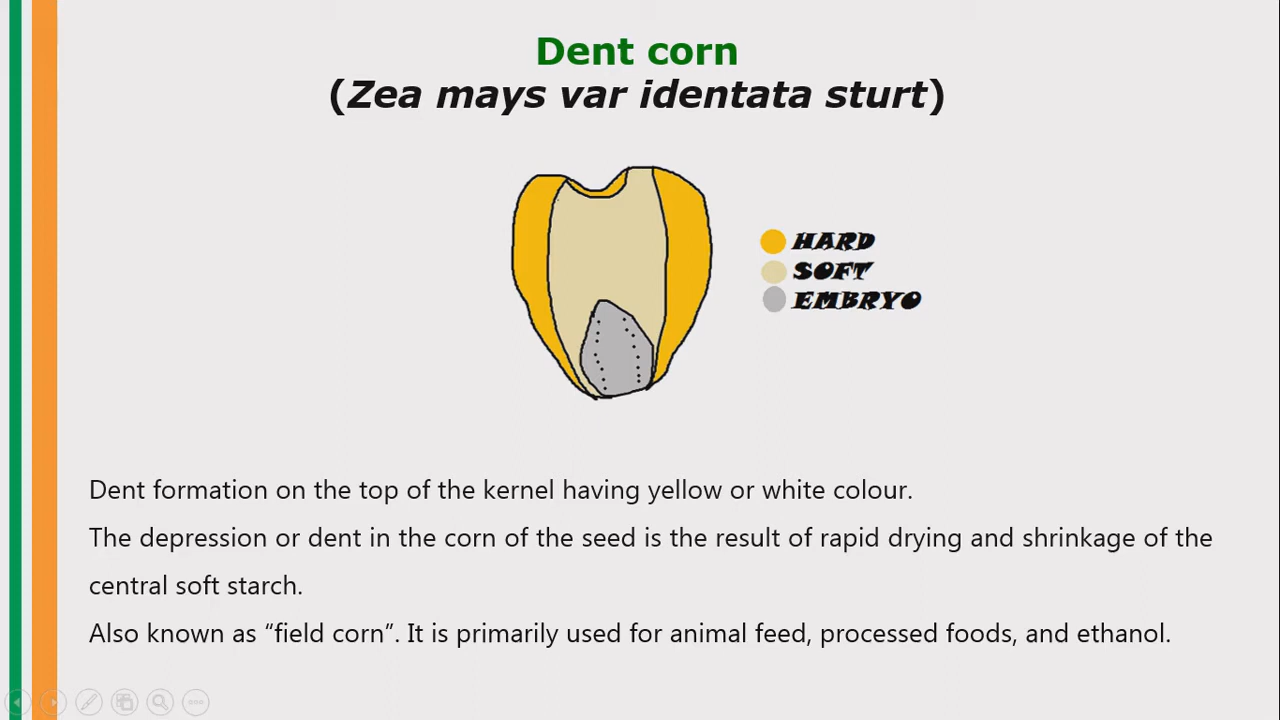 Dent corn
(Zea mays var identata sturt)
HARD
SOFT
EMBRYO
Dent formation on the top of the kernel having yellow or white colour.
The depression or dent in the corn of the seed is the result of rapid drying and shrinkage of the
central soft starch.
Also known as “field corn”. It is primarily used for animal feed, processed foods, and ethanol.